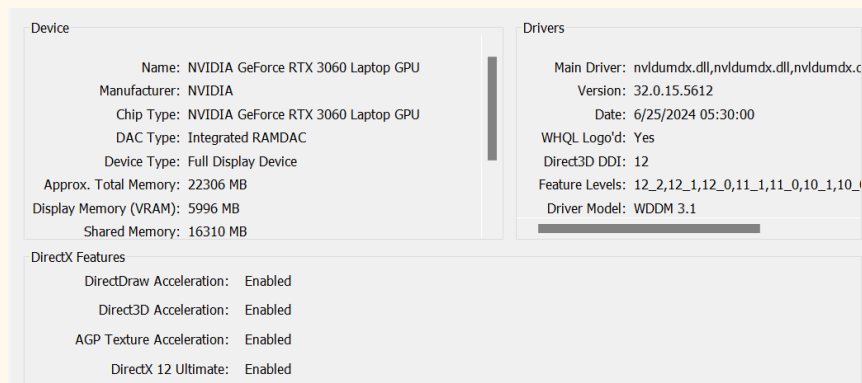 Device
Name: NVIDIA GeForce RTX 3060 Laptop GPU
Manufacturer: NVIDIA
Chip Type: NVIDIA GeForce RTX 3060 Laptop GPU
DAC Type: Integrated RAMDAC
Device Type: Full Display Device
Approx. Total Memory: 22306 MB
Display Memory (VRAM): 5996 MB
Shared Memory: 16310 MB
Drivers
Main Driver: nvldumdx.dll,nvldumdx.dll,nvldumdx.d
Version: 32.0.15.5612
Date: 6/25/2024 05:30:00
WHQL Logo'd: Yes
Direct3D DDI: 12
Feature Levels: 12_2,12_1,12_0,11_1,11_0,10_1,10_0
Driver Model: WDDM 3.1
DirectX Features
DirectDraw Acceleration: Enabled
Direct3D Acceleration: Enabled
AGP Texture Acceleration: Enabled
DirectX 12 Ultimate: Enabled